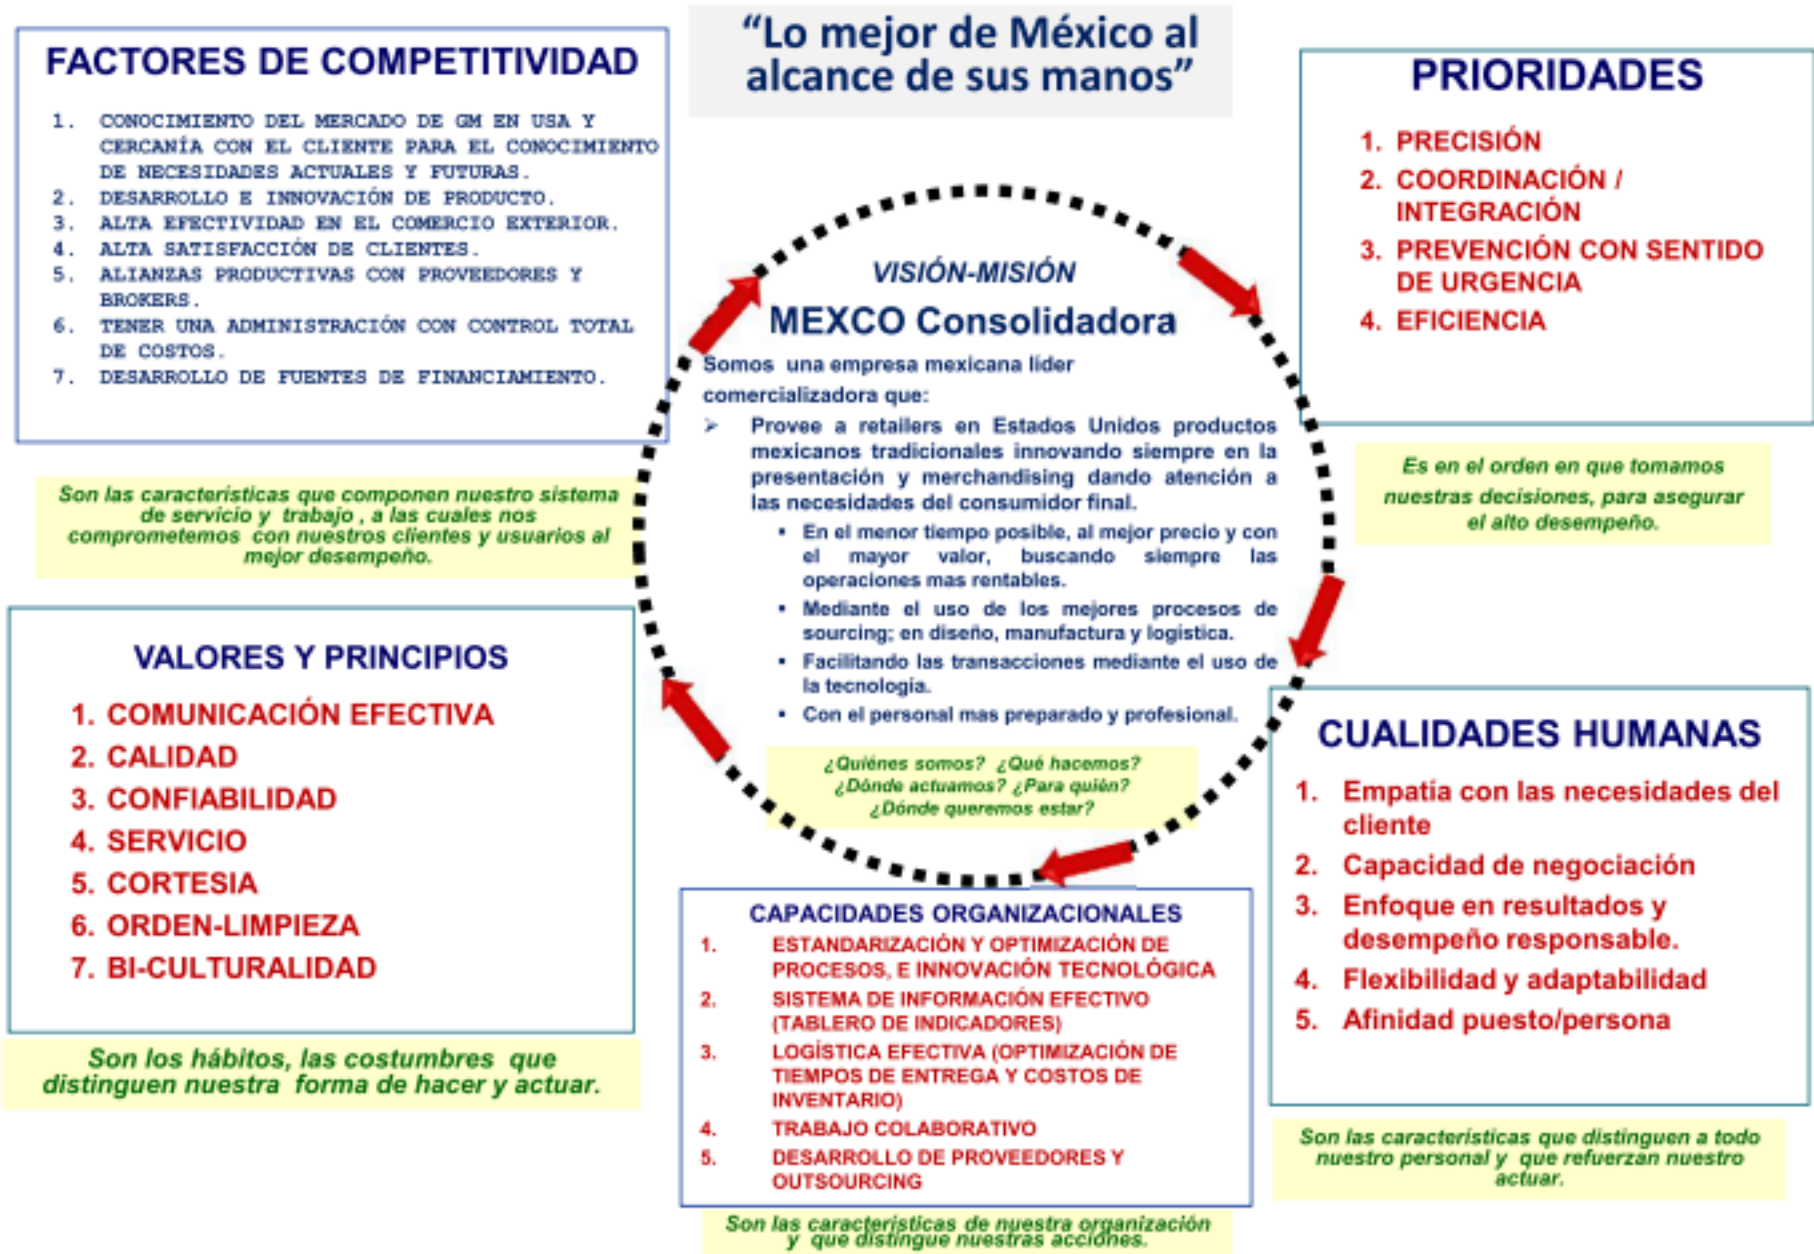 “Lo mejor de México al
alcance de sus manos”
FACTORES DE COMPETITIVIDAD
1. CONOCIMIENTO DEL MERCADO DE GM EN USA Y
CERCANÍA CON EL CLIENTE PARA EL CONOCIMIENTO
DE NECESIDADES ACTUALES Y FUTURAS.
2. DESARROLLO E INNOVACIÓN DE PRODUCTO.
3. ALTA EFECTIVIDAD EN EL COMERCIO EXTERIOR.
4. ALTA SATISFACCIÓN DE CLIENTES.
5. ALIANZAS PRODUCTIVAS CON PROVEEDORES Y
BROKERS.
6. TENER UNA ADMINISTRACIÓN CON CONTROL TOTAL
DE COSTOS.
7. DESARROLLO DE FUENTES DE FINANCIAMIENTO.
Son las características que componen nuestro sistema
de servicio y trabajo , a las cuales nos
comprometemos con nuestros clientes y usuarios al
mejor desempeño.
VALORES Y PRINCIPIOS
1. COMUNICACIÓN EFECTIVA
2. CALIDAD
3. CONFIABILIDAD
4. SERVICIO
5. CORTESIA
6. ORDEN-LIMPIEZA
7. BI-CULTURALIDAD
Son los hábitos, las costumbres que
distinguen nuestra forma de hacer y actuar.
VISIÓN-MISIÓN
MEXCO Consolidadora
Somos una empresa mexicana líder
comercializadora que:
➢ Provee a retailers en Estados Unidos productos
mexicanos tradicionales innovando siempre en la
presentación y merchandising dando atención a
las necesidades del consumidor final.
▪ En el menor tiempo posible, al mejor precio y con
el mayor valor, buscando siempre las
operaciones mas rentables.
▪ Mediante el uso de los mejores procesos de
sourcing; en diseño, manufactura y logística.
▪ Facilitando las transacciones mediante el uso de
la tecnología.
▪ Con el personal mas preparado y profesional.
¿Quiénes somos? ¿Qué hacemos?
¿Dónde actuamos? ¿Para quién?
¿Dónde queremos estar?
CAPACIDADES ORGANIZACIONALES
1. ESTANDARIZACIÓN Y OPTIMIZACIÓN DE
PROCESOS, E INNOVACIÓN TECNOLÓGICA
2. SISTEMA DE INFORMACIÓN EFECTIVO
(TABLERO DE INDICADORES)
3. LOGÍSTICA EFECTIVA (OPTIMIZACIÓN DE
TIEMPOS DE ENTREGA Y COSTOS DE
INVENTARIO)
4. TRABAJO COLABORATIVO
5. DESARROLLO DE PROVEEDORES Y
OUTSOURCING
Son las características de nuestra organización
y que distingue nuestras acciones.
PRIORIDADES
1. PRECISIÓN
2. COORDINACIÓN /
INTEGRACIÓN
3. PREVENCIÓN CON SENTIDO
DE URGENCIA
4. EFICIENCIA
Es en el orden en que tomamos
nuestras decisiones, para asegurar
el alto desempeño.
CUALIDADES HUMANAS
1. Empatía con las necesidades del
cliente
2. Capacidad de negociación
3. Enfoque en resultados y
desempeño responsable.
4. Flexibilidad y adaptabilidad
5. Afinidad puesto/persona
Son las características que distinguen a todo
nuestro personal y que refuerzan nuestro
actuar.